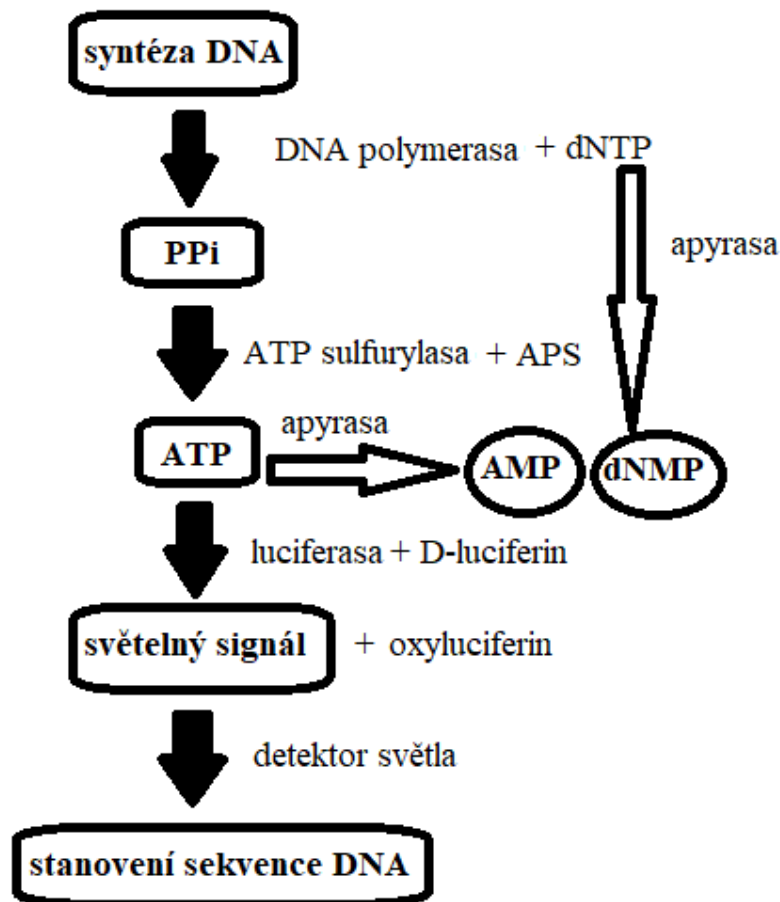 syntéza DNA
DNA polymerasa + dNTP
PPi
apyrasa
ATP sulfurylasa + APS
apyrasa
ATP
AMP
dNMP
luciferasa + D-luciferin
světelný signál + oxyluciferin
detektor světla
stanovení sekvence DNA